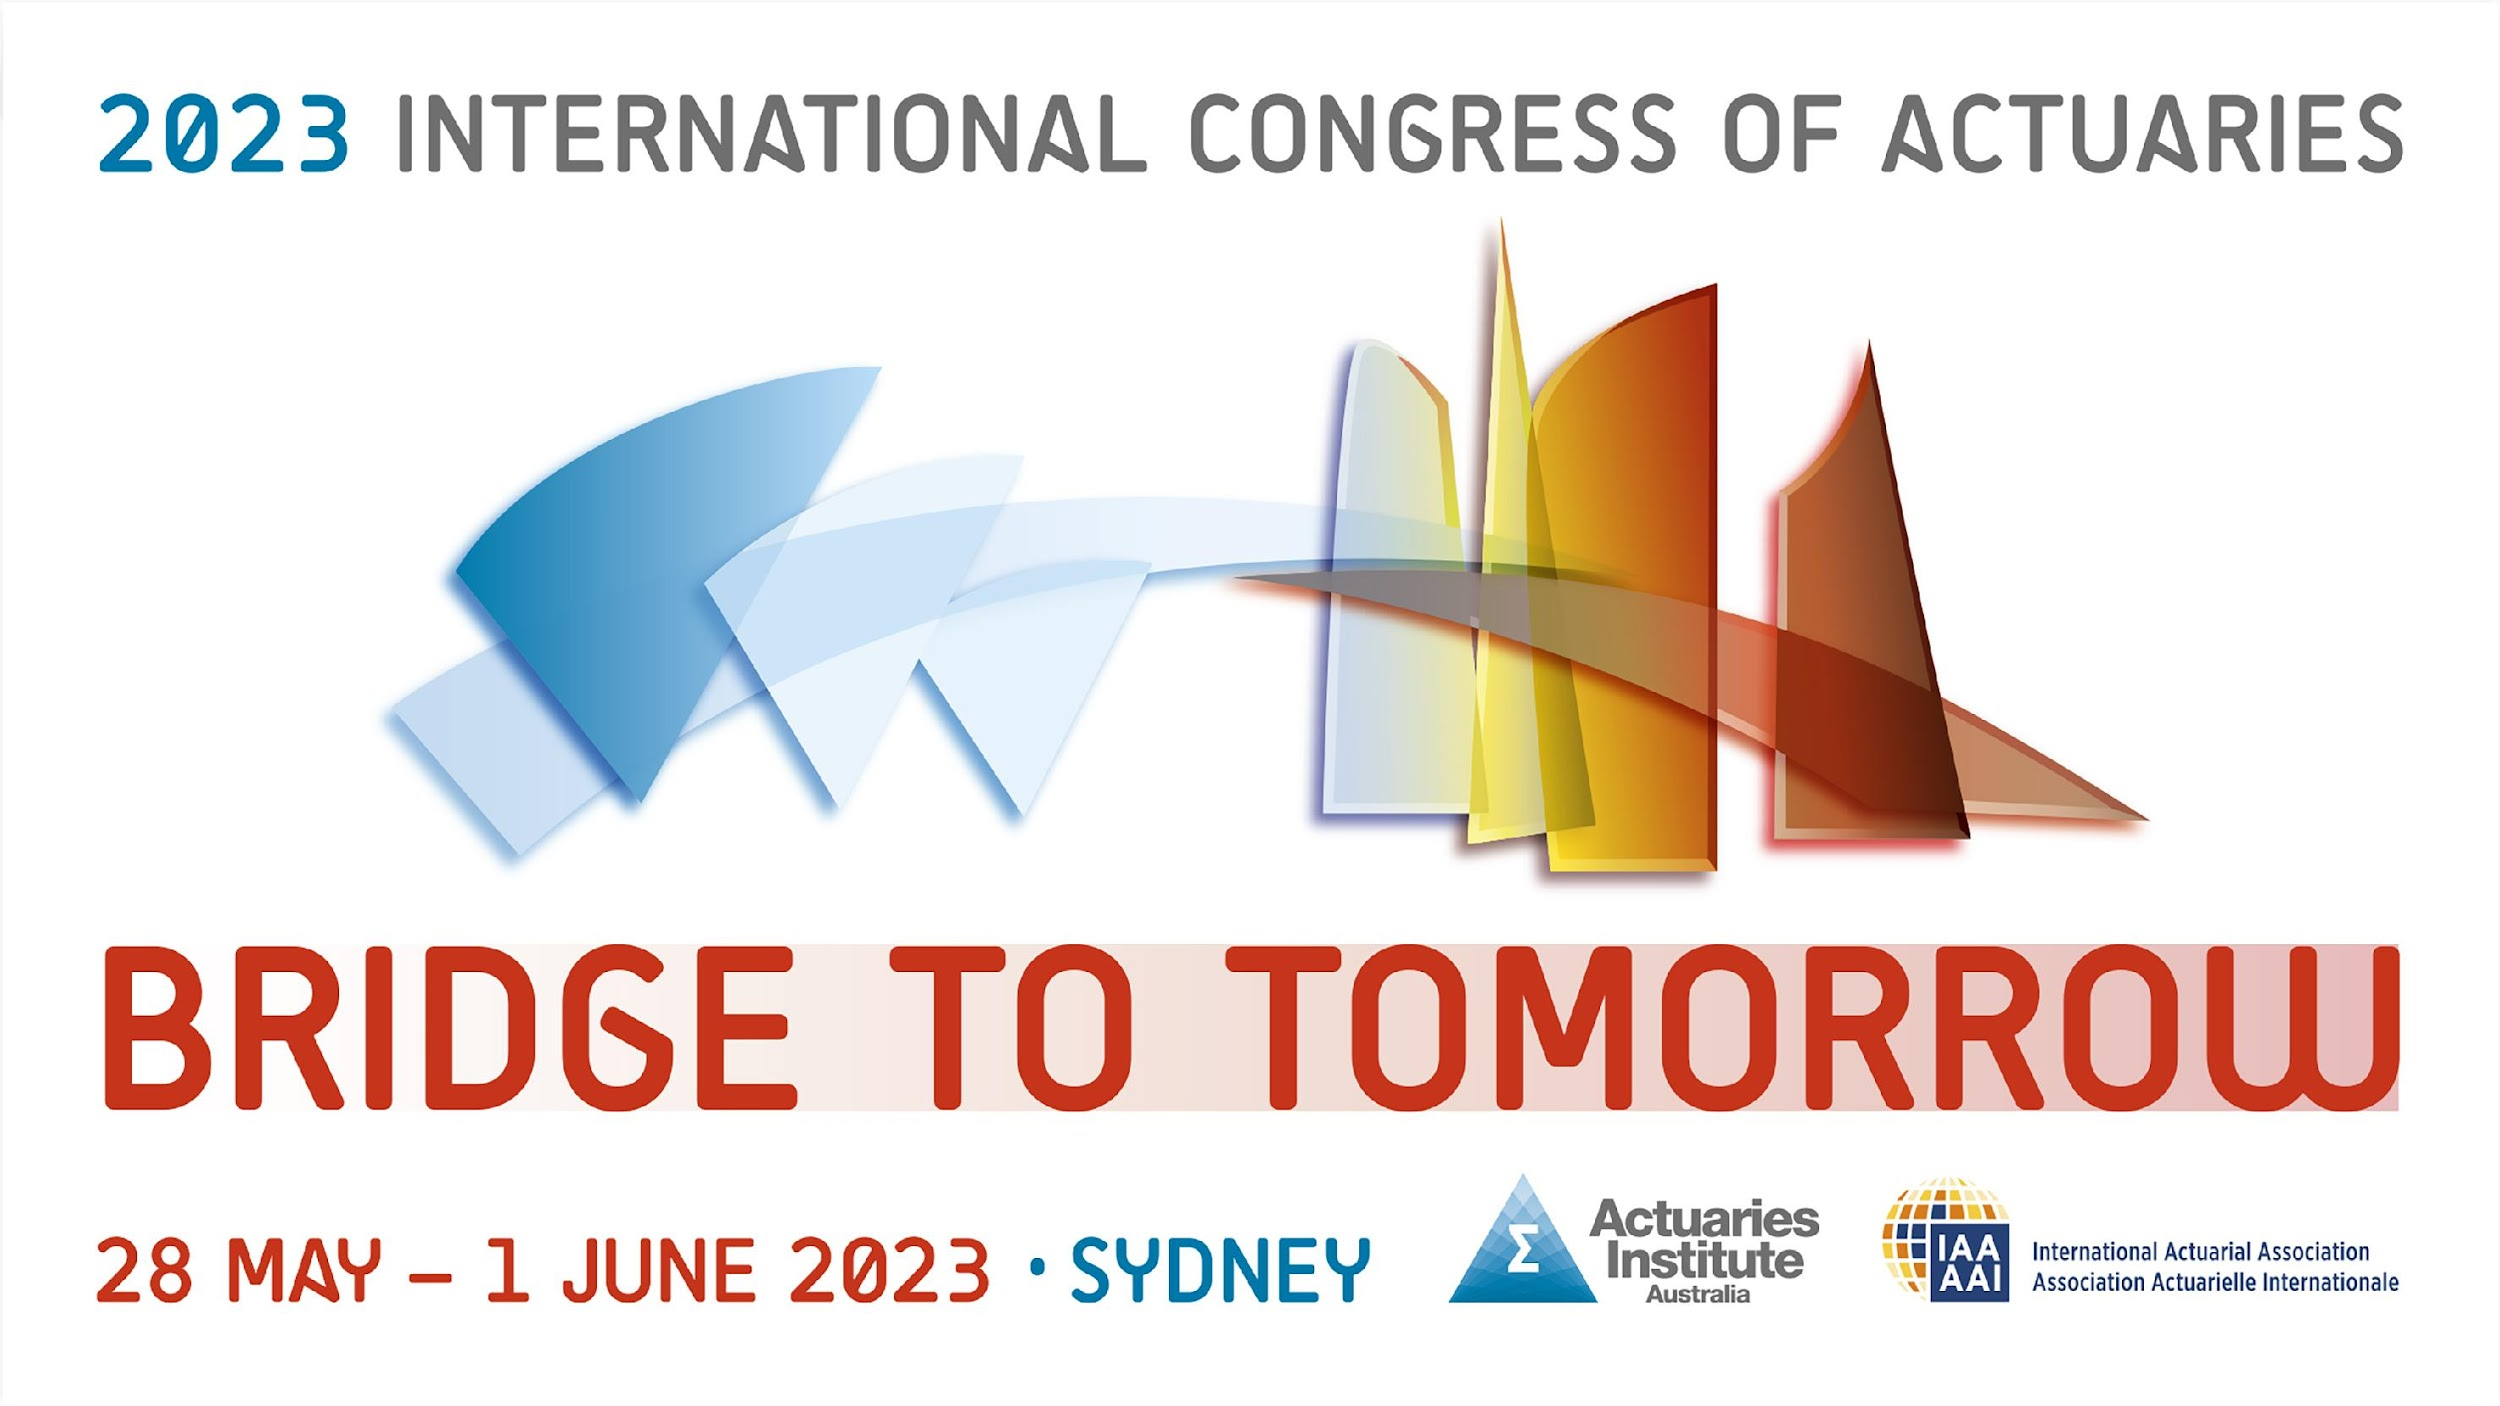 2023 INTERNATIONAL CONGRESS OF ACTUARIES
BRIDGE TO TOMORROW
28 MAY – 1 JUNE 2023 • SYDNEY
Σ
Actuaries
Institute
Australia
IAA
AAI
International Actuarial Association
Association Actuarielle Internationale